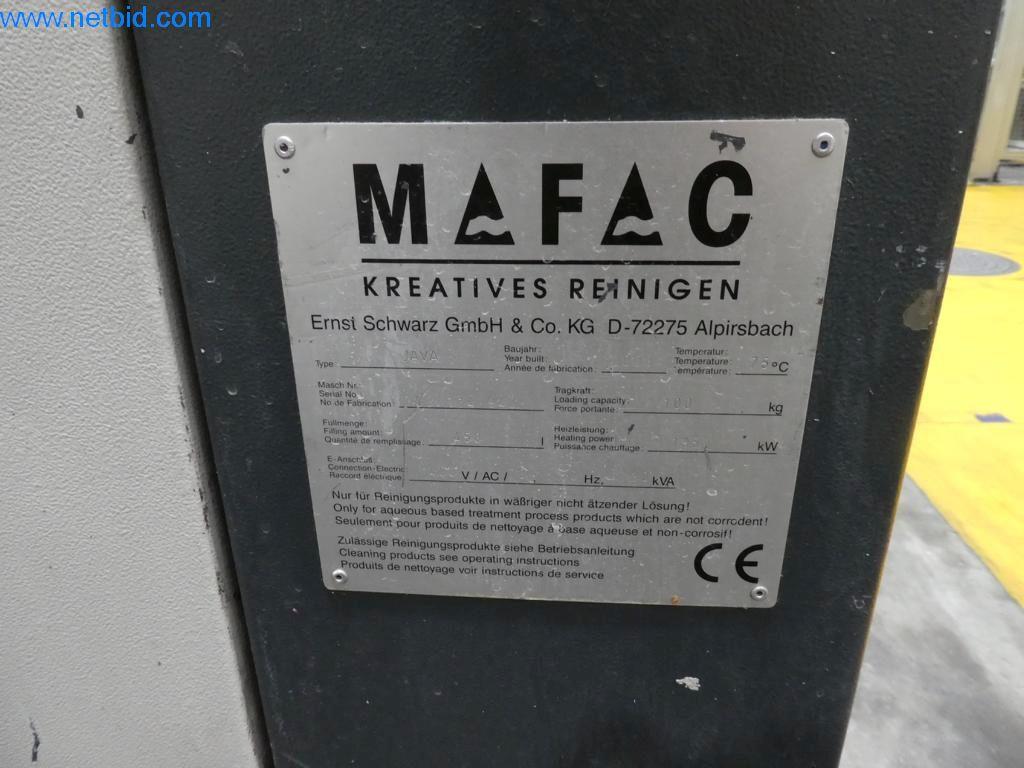 www.netbid.com
MAFAC
KREATIVES REINIGEN
Ernst Schwarz GmbH & Co. KG D-72275 Alpirsbach
Type: JAVA
Baujahr:
Year built:
Année de fabrication:
Temperatur:
Temperature:
Température: 75°C
Masch Nr.:
Serial No.
No de Fabrication:
Tragkraft:
Loading capacity:
Force portante: 100 kg
Füllmenge:
Filling amount:
Quantité de remplissage: l
Heizleistung:
Heating power
Puissance chauffage: kW
E-Anschluß:
Connection-Electric:
Raccord électrique: V / AC / Hz, kVA
Nur für Reinigungsprodukte in wäßriger nicht ätzender Lösung!
Only for aqueous based treatment process products which are not corrodent!
Seulement pour produits de nettoyage à base aqueuse et non-corrosif!
Zulässige Reinigungsprodukte siehe Betriebsanleitung
Cleaning products see operating instructions
Produits de nettoyage voir instructions de service
CE